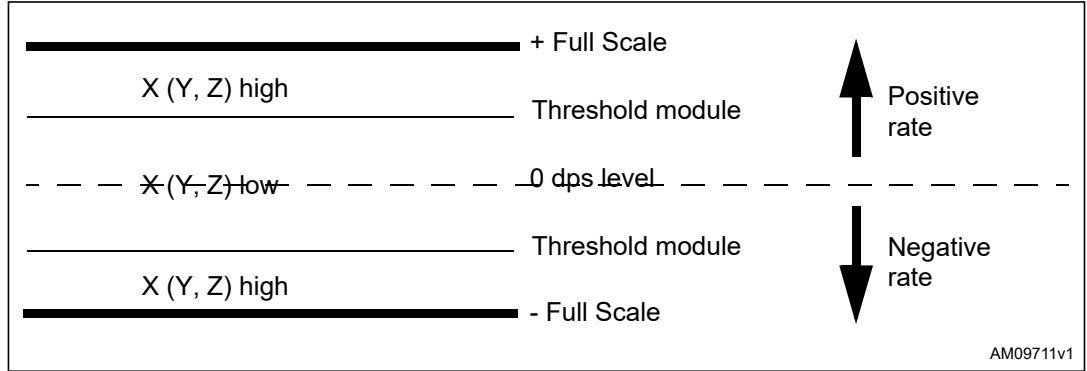 + Full Scale
X (Y, Z) high
Threshold module
Positive
rate
X (Y, Z) low
0 dps level
Threshold module
Negative
rate
X (Y, Z) high
- Full Scale
AM09711v1